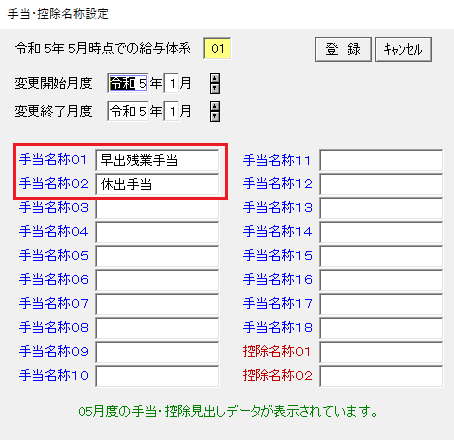 手当・控除名称設定
令和 5年 5月時点での給与体系 01
登 録 ｷｬﾝｾﾙ
変更開始月度 令和 5 年 1 月
変更終了月度 令和 5 年 1 月
手当名称01 早出残業手当
手当名称02 休出手当
手当名称03
手当名称04
手当名称05
手当名称06
手当名称07
手当名称08
手当名称09
手当名称10
手当名称11
手当名称12
手当名称13
手当名称14
手当名称15
手当名称16
手当名称17
手当名称18
控除名称01
控除名称02
05月度の手当・控除見出しデータが表示されています。